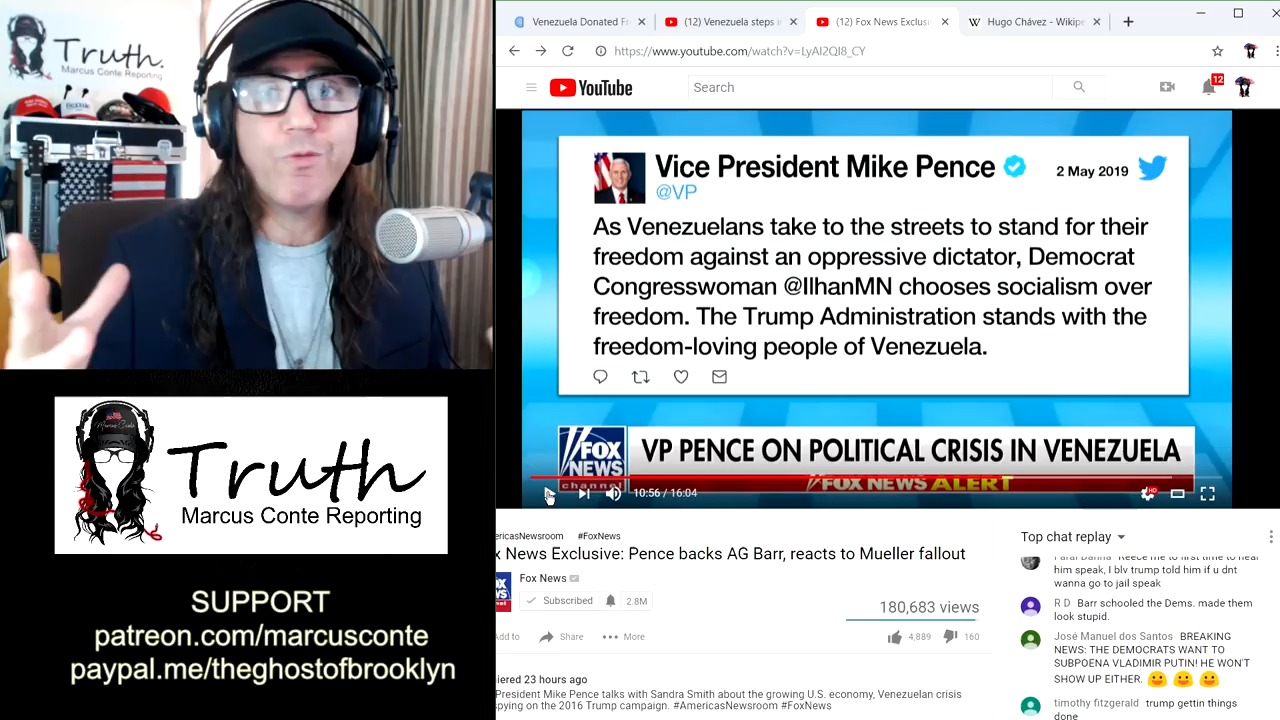 Truth.
Marcus Conte Reporting
Truth
Marcus Conte Reporting
SUPPORT
patreon.com/marcusconte
paypal.me/theghostofbrooklyn
Venezuela Donated Fr
(12) Venezuela steps i
(12) Fox News Exclus
Hugo Chávez - Wikipe
https://www.youtube.com/watch?v=LyAI2QI8_CY
YouTube
Search
12
Vice President Mike Pence
2 May 2019
@VP
As Venezuelans take to the streets to stand for their
freedom against an oppressive dictator, Democrat
Congresswoman @IlhanMN chooses socialism over
freedom. The Trump Administration stands with the
freedom-loving people of Venezuela.
FOX
NEWS
channel
VP PENCE ON POLITICAL CRISIS IN VENEZUELA
FOX NEWS ALERT
10:56 / 16:04
HD
ericasNewsroom #FoxNews
x News Exclusive: Pence backs AG Barr, reacts to Mueller fallout
Fox News
Subscribed
2.8M
180,683 views
dd to
Share
More
4,889
160
iered 23 hours ago
President Mike Pence talks with Sandra Smith about the growing U.S. economy, Venezuelan crisis
spying on the 2016 Trump campaign. #AmericasNewsroom #FoxNews
Top chat replay
him speak, I blv trump told him if u dnt
wanna go to jail speak
R D Barr schooled the Dems. made them
look stupid.
José Manuel dos Santos BREAKING
NEWS: THE DEMOCRATS WANT TO
SUBPOENA VLADIMIR PUTIN! HE WON'T
SHOW UP EITHER.
timothy fitzgerald trump gettin things
done